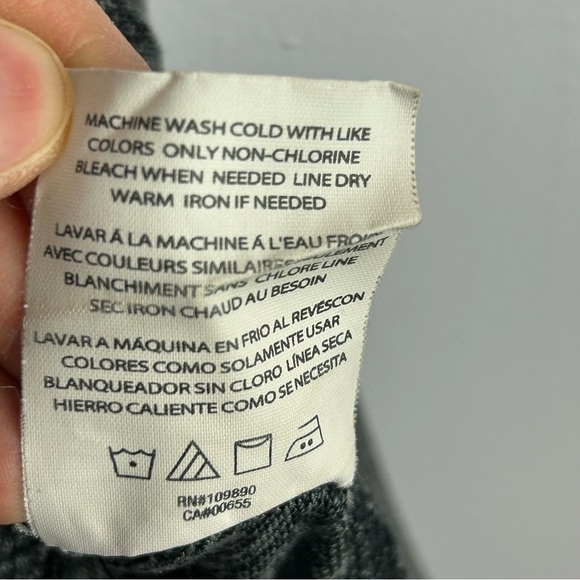 MACHINE WASH COLD WITH LIKE
COLORS ONLY NON-CHLORINE
BLEACH WHEN NEEDED LINE DRY
WARM IRON IF NEEDED
LAVAR Á LA MACHINE Á L'EAU FROIDE
AVEC COULEURS SIMILAIRES SEULEMENT
BLANCHIMENT SANS CHLORE LINE
SEC IRON CHAUD AU BESOIN
LAVAR A MÁQUINA EN FRIO AL REVÉSCON
COLORES COMO SOLAMENTE USAR
BLANQUEADOR SIN CLORO LÍNEA SECA
HIERRO CALIENTE COMO SE NECESITA
RN#109890
CA#00655